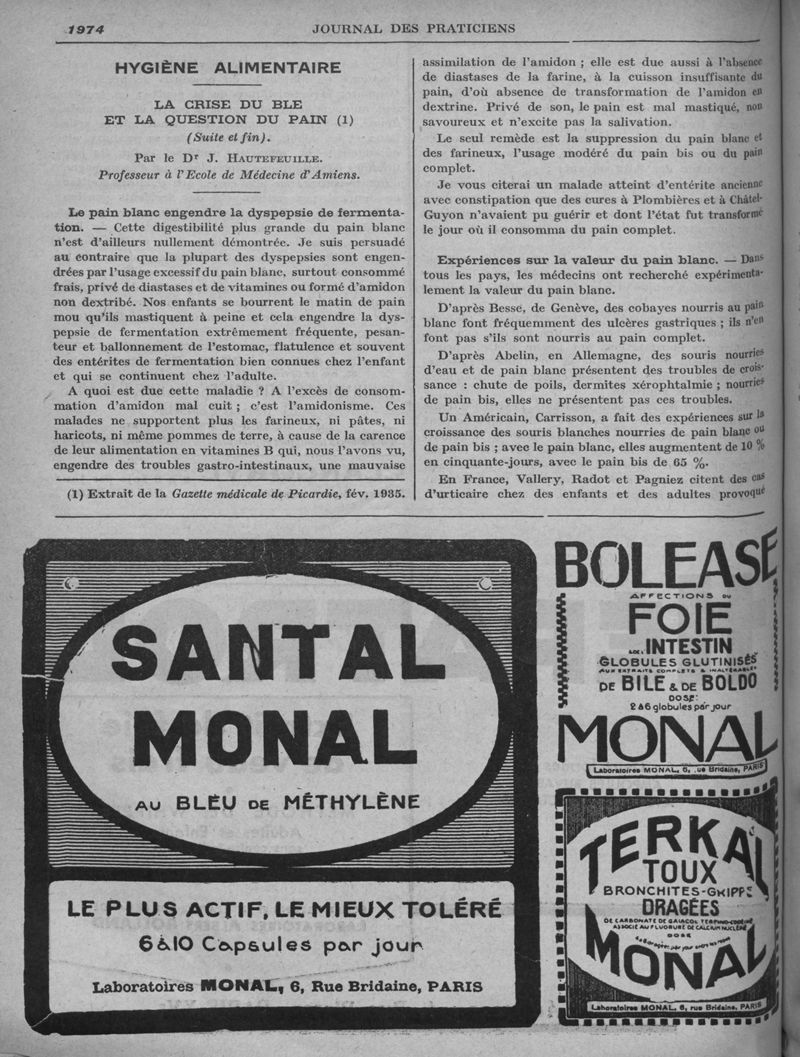 1974
JOURNAL DES PRATICIENS
HYGIÈNE ALIMENTAIRE
LA CRISE DU BLE
ET LA QUESTION DU PAIN (1)
(Suite et fin).
Par le Dr J. HAUTEFEUILLE.
Professeur à l'Ecole de Médecine d'Amiens.
Le pain blanc engendre la dyspepsie de fermenta-
tion. — Cette digestibilité plus grande du pain blanc
n'est d'ailleurs nullement démontrée. Je suis persuadé
au contraire que la plupart des dyspepsies sont engen-
drées par l'usage excessif du pain blanc, surtout consommé
frais, privé de diastases et de vitamines ou formé d'amidon
non dextribé. Nos enfants se bourrent le matin de pain
mou qu'ils mastiquent à peine et cela engendre la dys-
pepsie de fermentation extrêmement fréquente, pesan-
teur et ballonnement de l'estomac, flatulence et souvent
des entérites de fermentation bien connues chez l'enfant
et qui se continuent chez l'adulte.
A quoi est due cette maladie ? A l'excès de consom-
mation d'amidon mal cuit ; c'est l'amidonisme. Ces
malades ne supportent plus les farineux, ni pâtes, ni
haricots, ni même pommes de terre, à cause de la carence
de leur alimentation en vitamines B qui, nous l'avons vu,
engendre des troubles gastro-intestinaux, une mauvaise
(1) Extrait de la Gazette médicale de Picardie, fév. 1935.
assimilation de l'amidon ; elle est due aussi à l'absence
de diastases de la farine, à la cuisson insuffisante du
pain, d'où absence de transformation de l'amidon en
dextrine. Privé de son, le pain est mal mastiqué, non
savoureux et n'excite pas la salivation.
Le seul remède est la suppression du pain blanc et
des farineux, l'usage modéré du pain bis ou du pain
complet.
Je vous citerai un malade atteint d'entérite ancienne
avec constipation que des cures à Plombières et à Châtel-
Guyon n'avaient pu guérir et dont l'état fut transformé
le jour où il consomma du pain complet.
Expériences sur la valeur du pain blanc. — Dans
tous les pays, les médecins ont recherché expérimenta-
lement la valeur du pain blanc.
D'après Besse, de Genève, des cobayes nourris au pain
blanc font fréquemment des ulcères gastriques ; ils n'en
font pas s'ils sont nourris au pain complet.
D'après Abelin, en Allemagne, des souris nourries
d'eau et de pain blanc présentent des troubles de crois-
sance : chute de poils, dermites xérophtalmie ; nourries
de pain bis, elles ne présentent pas ces troubles.
Un Américain, Carrisson, a fait des expériences sur la
croissance des souris blanches nourries de pain blanc ou
de pain bis ; avec le pain blanc, elles augmentent de 10 %
en cinquante-jours, avec le pain bis de 65 %.
En France, Vallery, Radot et Pagniez citent des cas
d'urticaire chez des enfants et des adultes provoqué
SANTAL
MONAL
AU BLEU DE MÉTHYLÈNE
LE PLUS ACTIF, LE MIEUX TOLÉRÉ
6 à 10 Capsules par jour
Laboratoires MONAL, 6, Rue Bridaine, PARIS
BOLEASE
AFFECTIONS DU
FOIE
INTESTIN
GLOBULES GLUTINISÉS
AUX EXTRAITS COMPLETS & INALTÉRABLES
DE BILE & DE BOLDO
DOSE:
2 à 6 globules par jour
MONAL
Laboratoires MONAL, 6, rue Bridaine, PARIS
TERKAL
TOUX
BRONCHITES-GRIPPE
DRAGÉES
DE CARBONATE DE GAIACOL TERPINO-CODÉINE
ASSOCIÉ AU FLUORURE DE CALCIUM NUCLÉÉ
DOSE
MONAL
Laboratoires MONAL, 6, rue Bridaine, PARIS